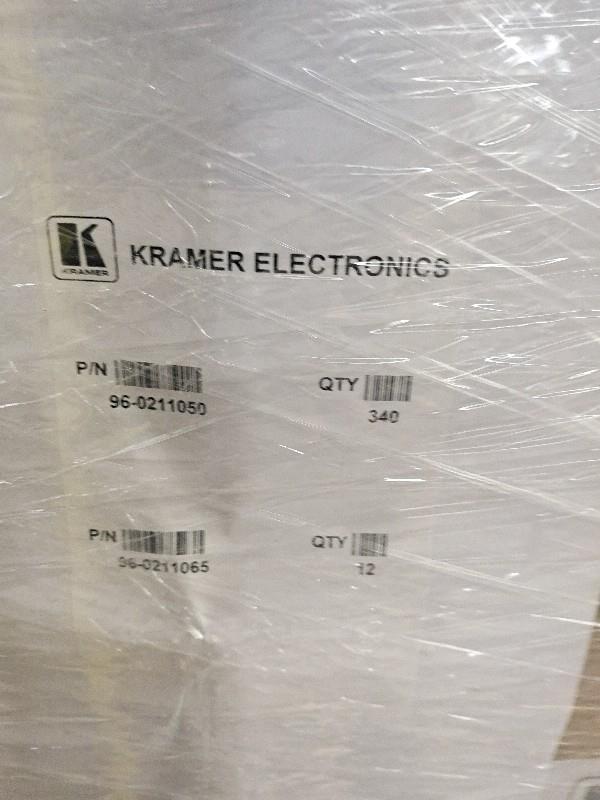 KRAMER
KRAMER ELECTRONICS
P/N
96-0211050
QTY
340
P/N
96-0211065
QTY
12